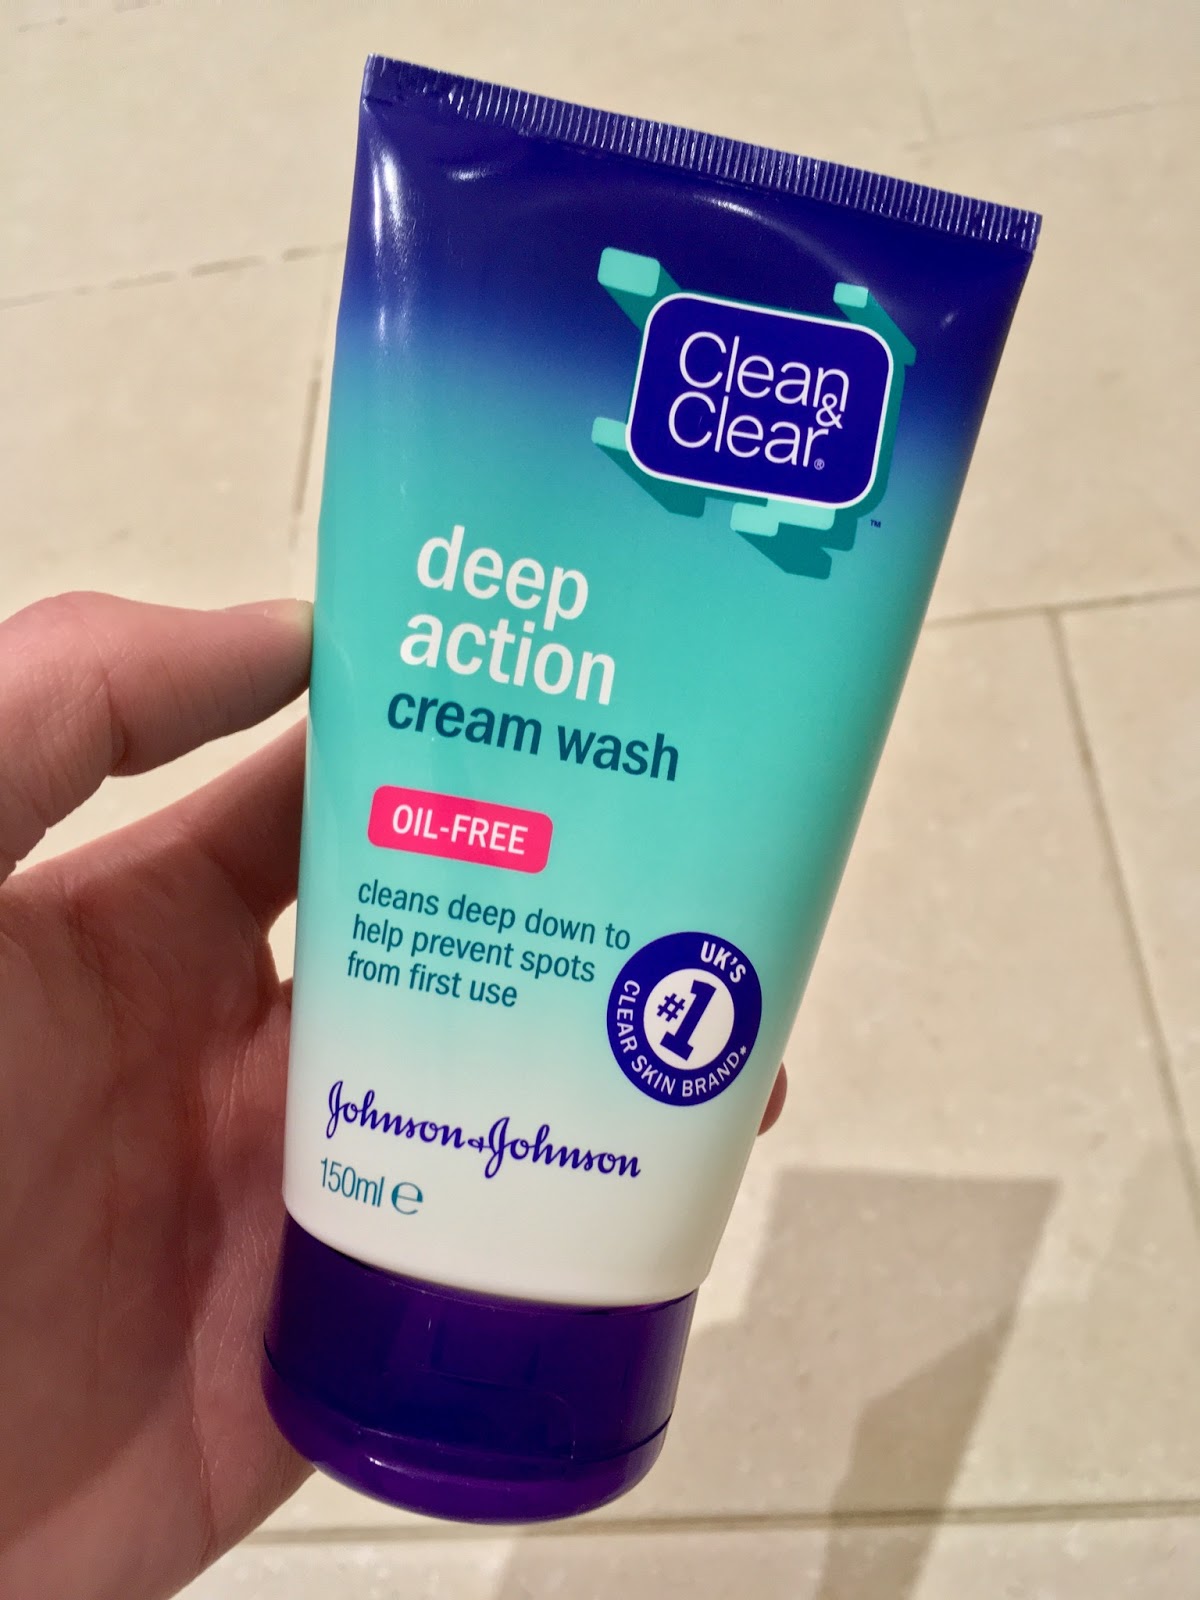 Clean
&
Clear®
™
deep
action
cream wash
OIL-FREE
cleans deep down to
help prevent spots
from first use
UK'S
#1
CLEAR SKIN BRAND*
Johnson & Johnson
150ml ℮